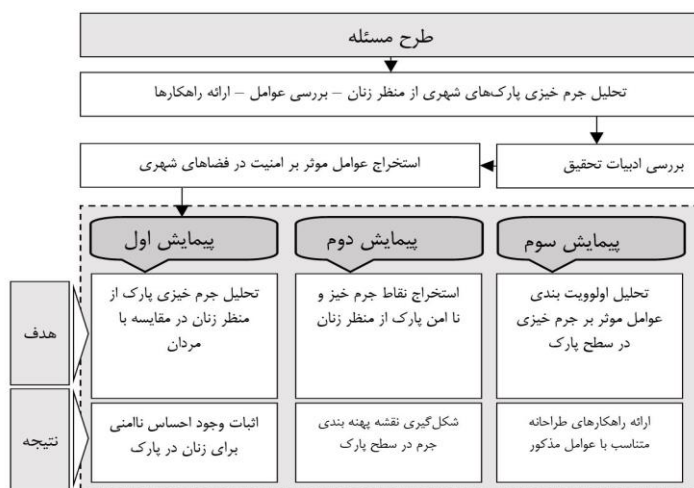 طرح مسئله
تحلیل جرم خیزی پارک‌های شهری از منظر زنان – بررسی عوامل – ارائه راهکارها
بررسی ادبیات تحقیق
استخراج عوامل موثر بر امنیت در فضاهای شهری
پیمایش اول
پیمایش دوم
پیمایش سوم
هدف
تحلیل جرم خیزی پارک از
منظر زنان در مقایسه با
مردان
استخراج نقاط جرم خیز و
نا امن پارک از منظر زنان
تحلیل اولوویت بندی
عوامل موثر بر جرم خیزی
در سطح پارک
نتیجه
اثبات وجود احساس ناامنی
برای زنان در پارک
شکل‌گیری نقشه پهنه بندی
جرم در سطح پارک
ارائه راهکارهای طراحانه
متناسب با عوامل مذکور